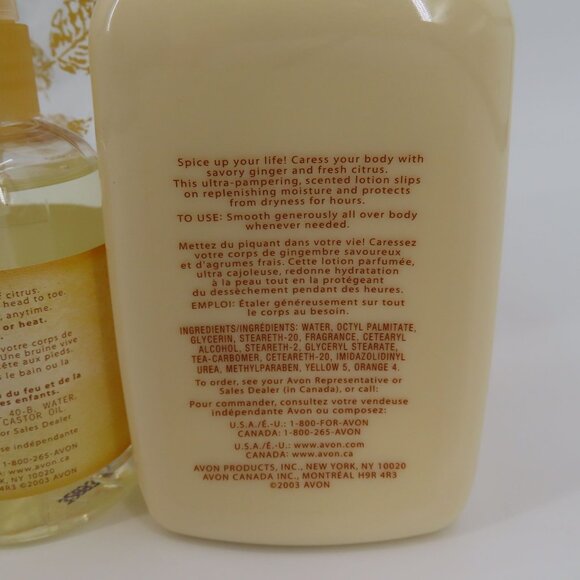 Spice up your life! Caress your body with
savory ginger and fresh citrus.
This ultra-pampering, scented lotion slips
on replenishing moisture and protects
from dryness for hours.
TO USE: Smooth generously all over body
whenever needed.
Mettez du piquant dans votre vie! Caressez
votre corps de gingembre savoureux
et d'agrumes frais. Cette lotion parfumée,
ultra cajoleuse, redonne hydratation
à la peau tout en la protégeant
du dessèchement pendant des heures.
EMPLOI: Étaler généreusement sur tout
le corps au besoin.
INGREDIENTS/INGRÉDIENTS: WATER, OCTYL PALMITATE,
GLYCERIN, STEARETH-20, FRAGRANCE, CETEARYL
ALCOHOL, STEARETH-2, GLYCERYL STEARATE,
TEA-CARBOMER, CETEARETH-20, IMIDAZOLIDINYL
UREA, METHYLPARABEN, YELLOW 5, ORANGE 4.
To order, see your Avon Representative or
Sales Dealer (in Canada), or call:
Pour commander, consultez votre vendeuse
indépendante Avon ou composez:
U.S.A./É.-U.: 1-800-FOR-AVON
CANADA: 1-800-265-AVON
U.S.A./É.-U.: www.avon.com
CANADA: www.avon.ca
AVON PRODUCTS, INC., NEW YORK, NY 10020
AVON CANADA INC., MONTRÉAL H9R 4R3
©2003 AVON
citrus.
head to toe.
, anytime.
or heat.
votre corps de
Une bruine vive
tête aux pieds.
le bain ou la
du feu et de la
es enfants.
40-B, WATER,
CASTOR OIL.
or Sales Dealer
indépendante
1-800-265-AVON
www.avon.ca
NY 10020
4R3 ©2003 AVON